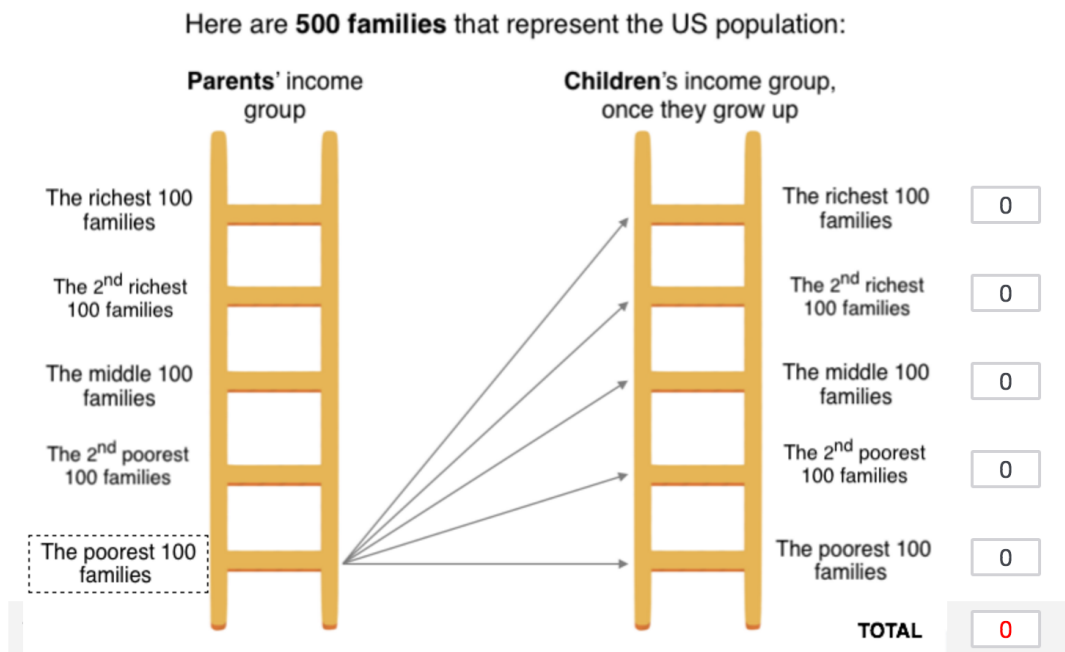 Here are 500 families that represent the US population:
Parents' income
group
Children's income group,
once they grow up
The richest 100
families
The 2nd richest
100 families
The middle 100
families
The 2nd poorest
100 families
The poorest 100
families
The richest 100
families
0
The 2nd richest
100 families
0
The middle 100
families
0
The 2nd poorest
100 families
0
The poorest 100
families
0
TOTAL
0